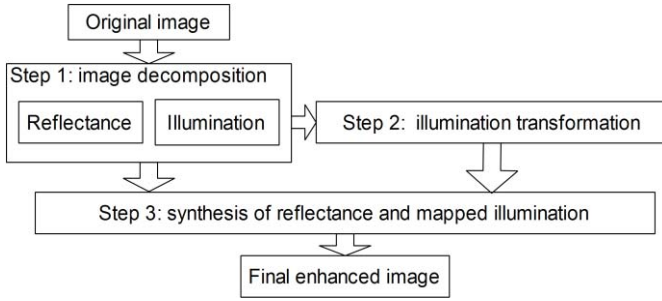 Original image
Step 1: image decomposition
Reflectance
Illumination
Step 2: illumination transformation
Step 3: synthesis of reflectance and mapped illumination
Final enhanced image